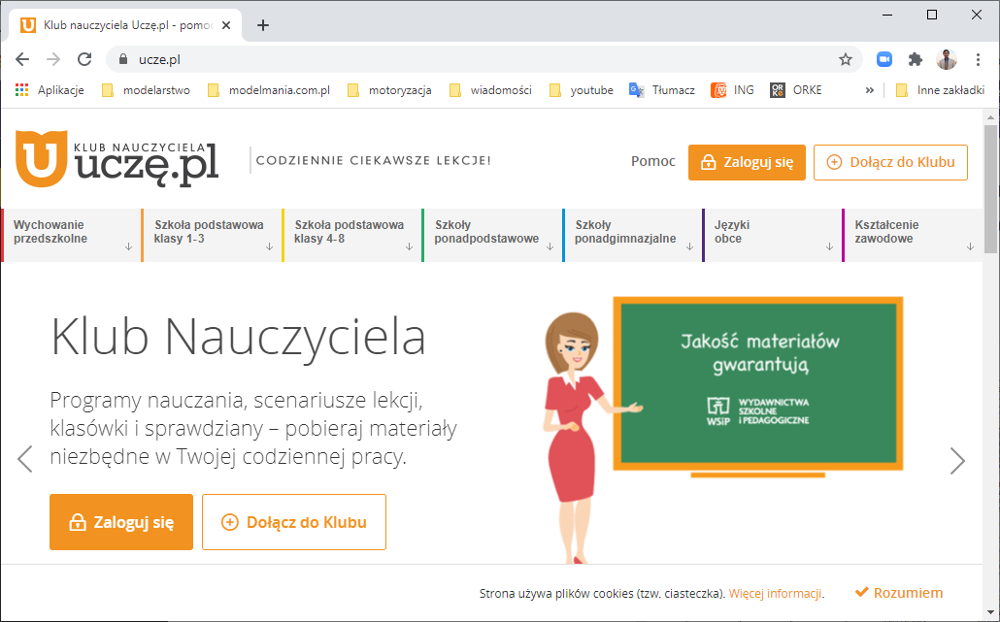 Klub nauczyciela Uczę.pl - pomoc
ucze.pl
Aplikacje modelarstwo modelmania.com.pl motoryzacja wiadomości youtube Tłumacz ING ORKE » Inne zakładki
KLUB NAUCZYCIELA
uczę.pl
CODZIENNIE CIEKAWSZE LEKCJE!
Pomoc
Zaloguj się
Dołącz do Klubu
Wychowanie
przedszkolne
Szkoła podstawowa
klasy 1-3
Szkoła podstawowa
klasy 4-8
Szkoły
ponadpodstawowe
Szkoły
ponadgimnazjalne
Języki
obce
Kształcenie
zawodowe
Klub Nauczyciela
Programy nauczania, scenariusze lekcji,
klasówki i sprawdziany – pobieraj materiały
niezbędne w Twojej codziennej pracy.
Zaloguj się
Dołącz do Klubu
Jakość materiałów
gwarantują
WSiP
WYDAWNICTWA
SZKOLNE
i PEDAGOGICZNE
Strona używa plików cookies (tzw. ciasteczka). Więcej informacji.
Rozumiem